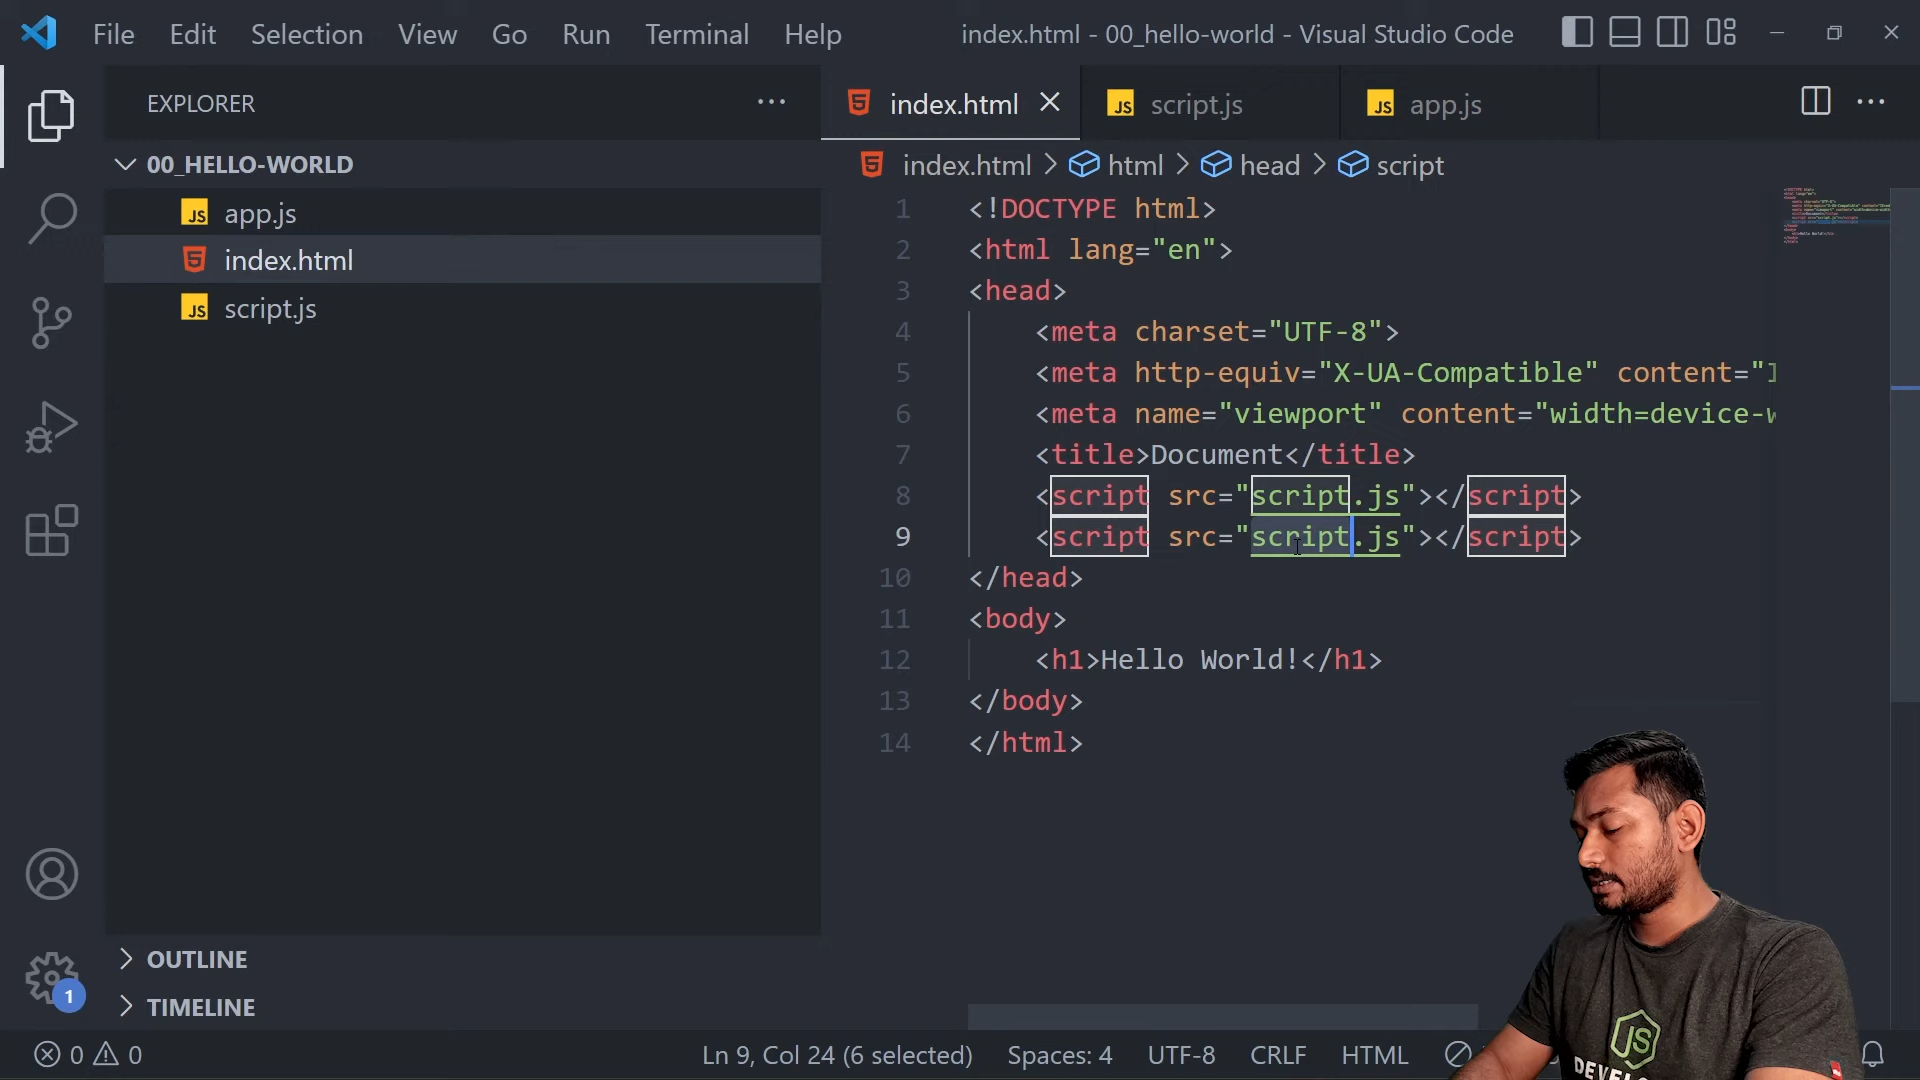 File Edit Selection View Go Run Terminal Help index.html - 00_hello-world - Visual Studio Code
EXPLORER
index.html script.js app.js
00_HELLO-WORLD
index.html > html > head > script
app.js
index.html
script.js
1 <!DOCTYPE html>
2 <html lang="en">
3 <head>
4 <meta charset="UTF-8">
5 <meta http-equiv="X-UA-Compatible" content="
6 <meta name="viewport" content="width=device-
7 <title>Document</title>
8 <script src="script.js"></script>
9 <script src="script.js"></script>
10 </head>
11 <body>
12 <h1>Hello World!</h1>
13 </body>
14 </html>
OUTLINE
1
TIMELINE
JS
0 0 Ln 9, Col 24 (6 selected) Spaces: 4 UTF-8 CRLF HTML